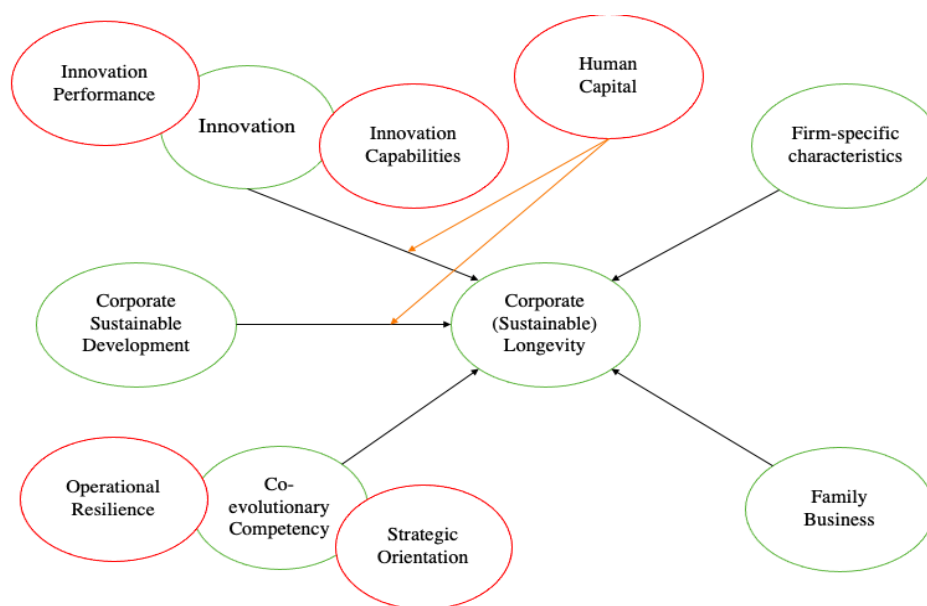 Innovation
Performance
Innovation
Innovation
Capabilities
Human
Capital
Firm-specific
characteristics
Corporate
Sustainable
Development
Corporate
(Sustainable)
Longevity
Operational
Resilience
Co-
evolutionary
Competency
Strategic
Orientation
Family
Business